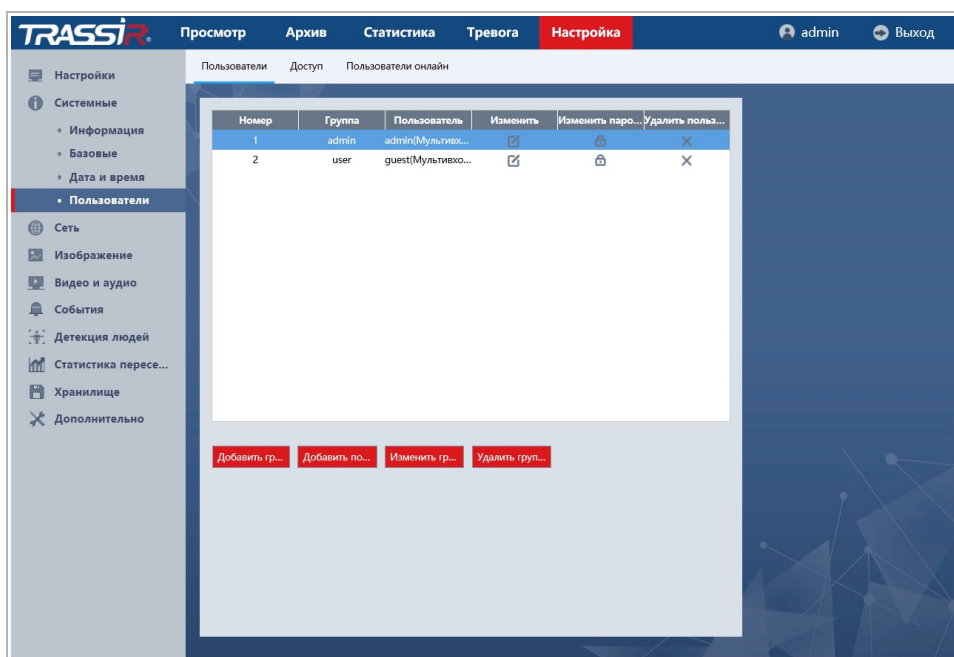 TRASSIR®
Просмотр Архив Статистика Тревога Настройка admin Выход
Пользователи Доступ Пользователи онлайн
Настройки
Системные
Информация
Базовые
Дата и время
Пользователи
Сеть
Изображение
Видео и аудио
События
Детекция людей
Статистика пересе...
Хранилище
Дополнительно
Номер Группа Пользователь Изменить Изменить паро... Удалить польз...
1 admin admin(Мультивх...
2 user guest(Мультивхо...
Добавить гр... Добавить по... Изменить гр... Удалить груп...